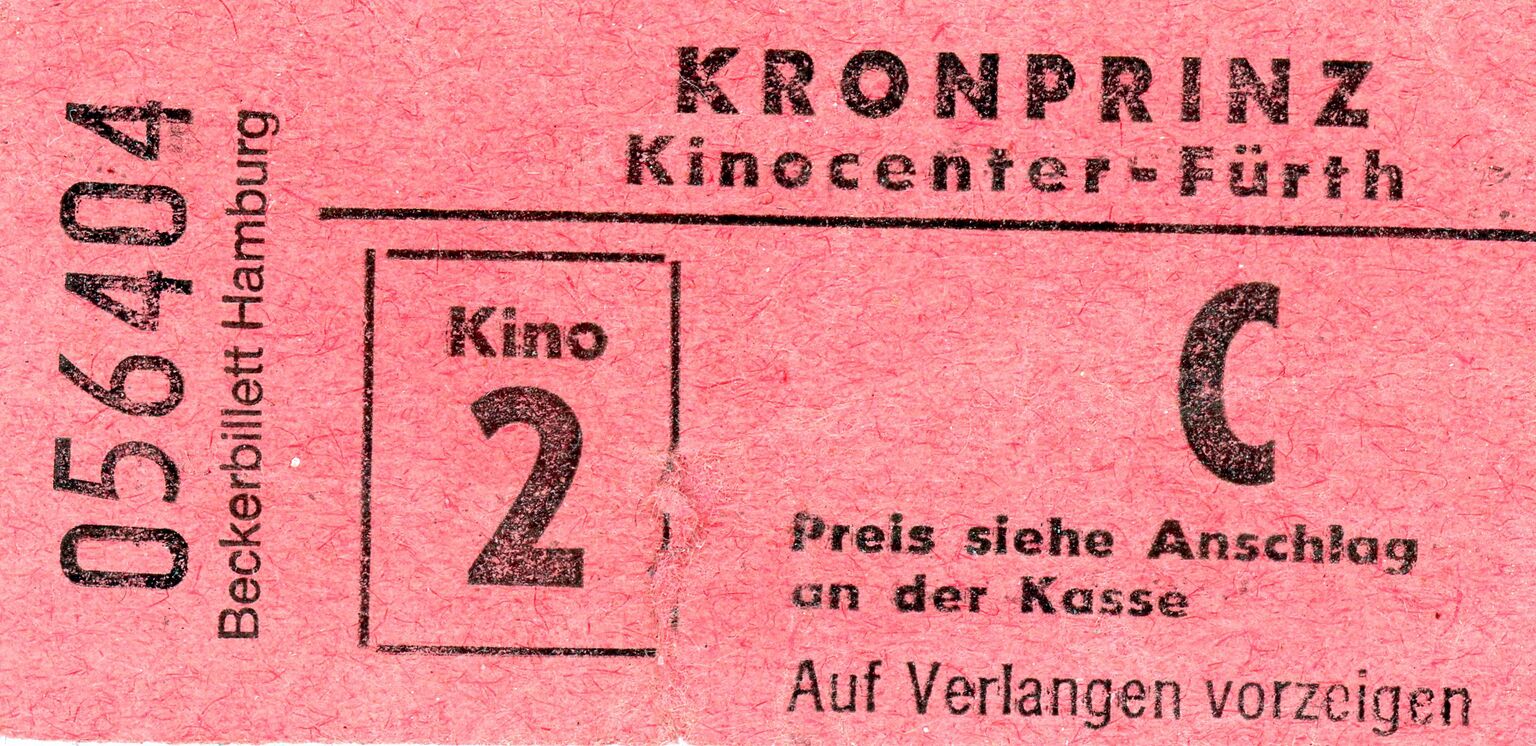 056404
Beckerbillett Hamburg
KRONPRINZ
Kinocenter-Fürth
Kino
2
C
Preis siehe Anschlag
an der Kasse
Auf Verlangen vorzeigen